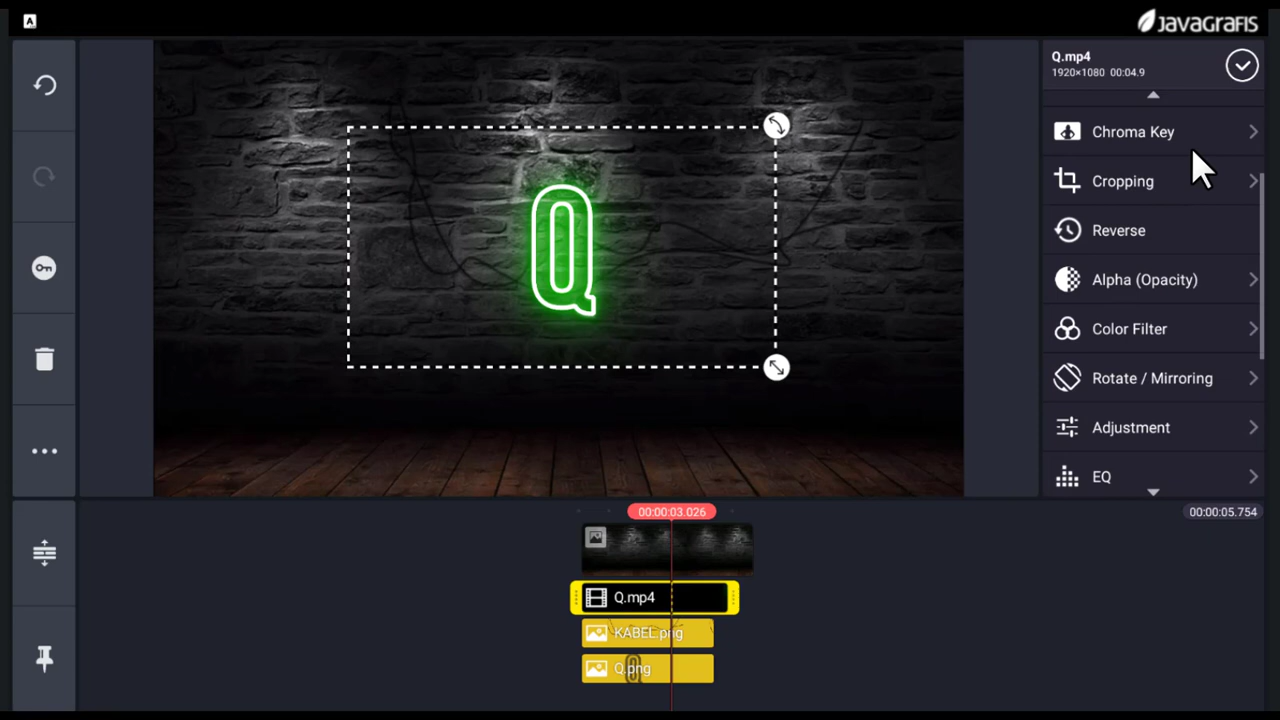 A
JAVAGRAFIS
Q.mp4
1920×1080 00:04.9
Chroma Key
Cropping
Reverse
Alpha (Opacity)
Color Filter
Rotate / Mirroring
Adjustment
EQ
Q
00:00:03.026
00:00:05.754
Q.mp4
KABEL.png
Q.png